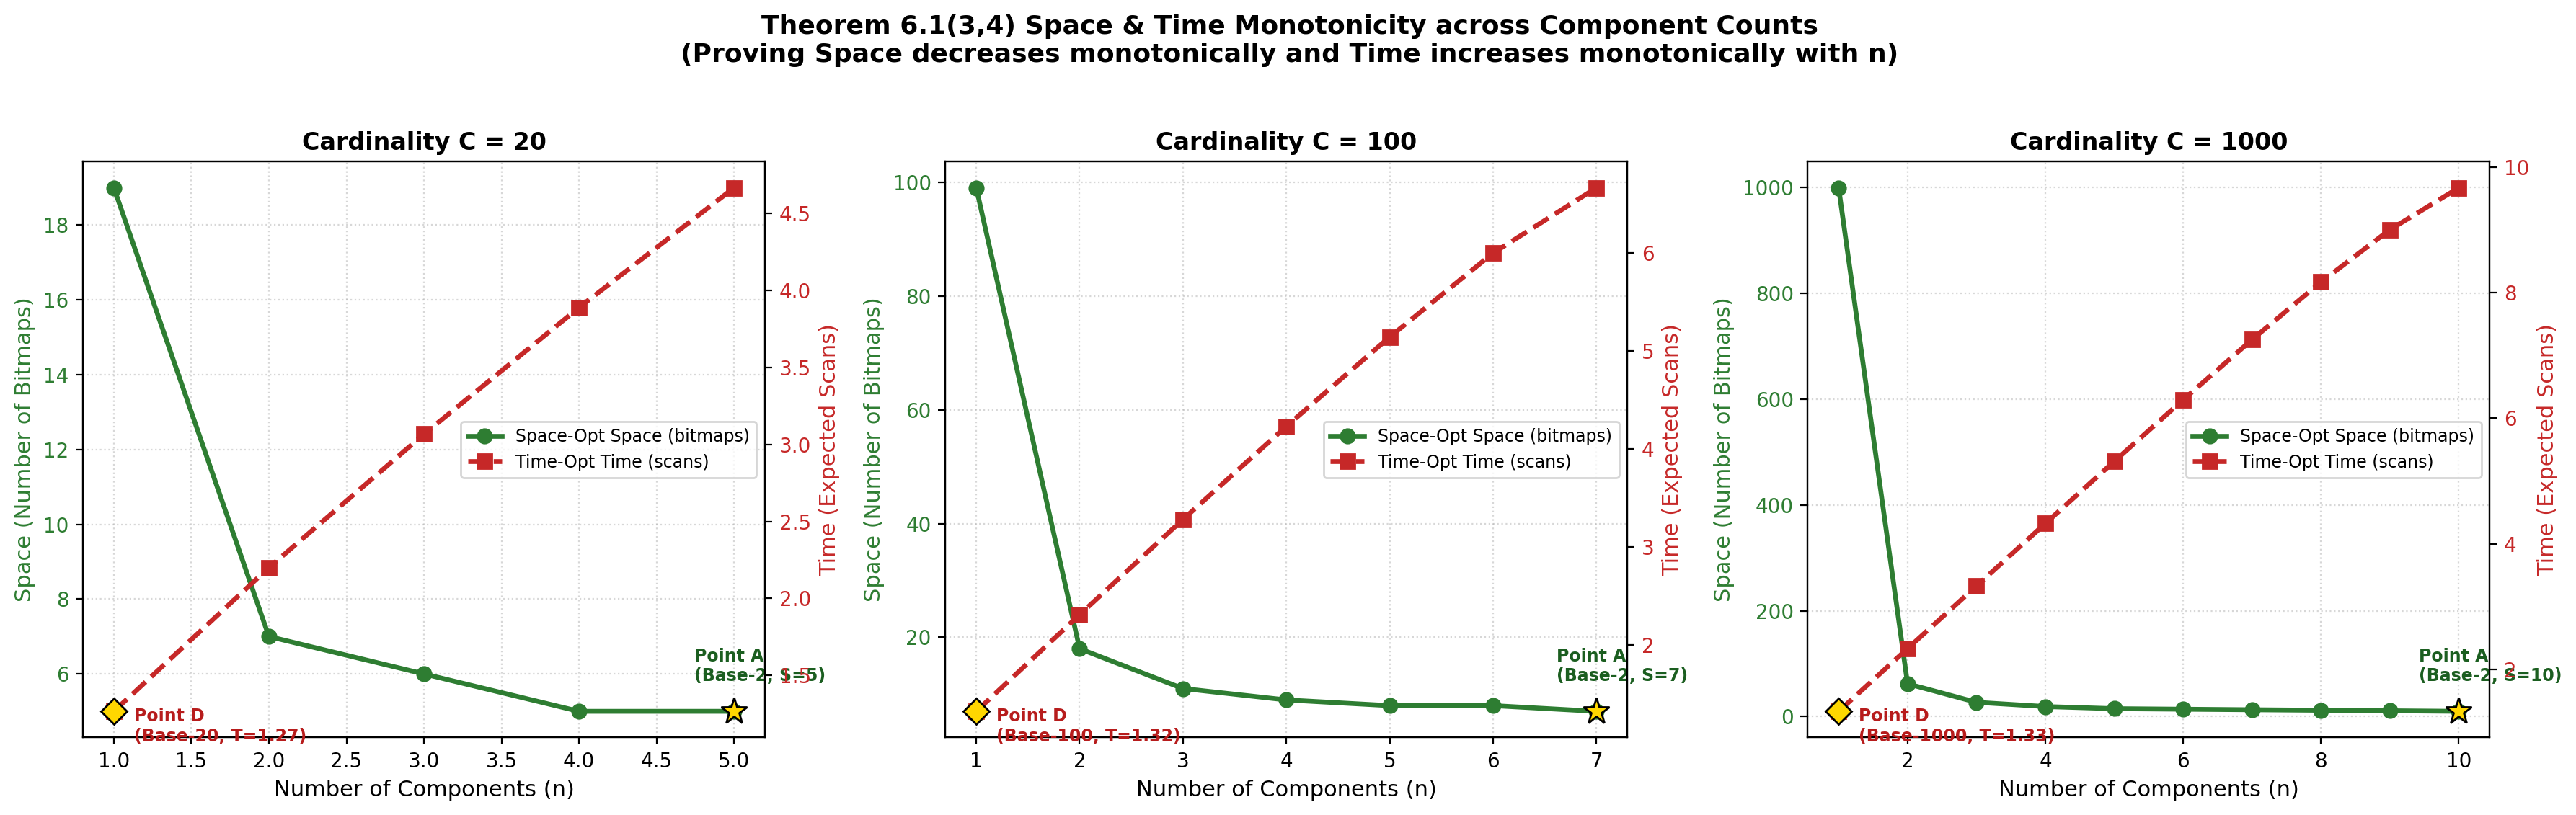 Theorem 6.1(3,4) Space & Time Monotonicity across Component Counts
(Proving Space decreases monotonically and Time increases monotonically with n)
Cardinality C = 20
Space (Number of Bitmaps)
18
16
14
12
10
8
6
4.5
4.0
3.5
3.0
2.5
2.0
1.5
Time (Expected Scans)
Space-Opt Space (bitmaps)
Time-Opt Time (scans)
Point A
(Base-2, S=5)
Point D
(Base-20, T=1.27)
1.0 1.5 2.0 2.5 3.0 3.5 4.0 4.5 5.0
Number of Components (n)
Cardinality C = 100
Space (Number of Bitmaps)
100
80
60
40
20
6
5
4
3
2
Time (Expected Scans)
Space-Opt Space (bitmaps)
Time-Opt Time (scans)
Point A
(Base-2, S=7)
Point D
(Base-100, T=1.32)
1 2 3 4 5 6 7
Number of Components (n)
Cardinality C = 1000
Space (Number of Bitmaps)
1000
800
600
400
200
0
10
8
6
4
2
Time (Expected Scans)
Space-Opt Space (bitmaps)
Time-Opt Time (scans)
Point A
(Base-2, S=10)
Point D
(Base-1000, T=1.33)
2 4 6 8 10
Number of Components (n)